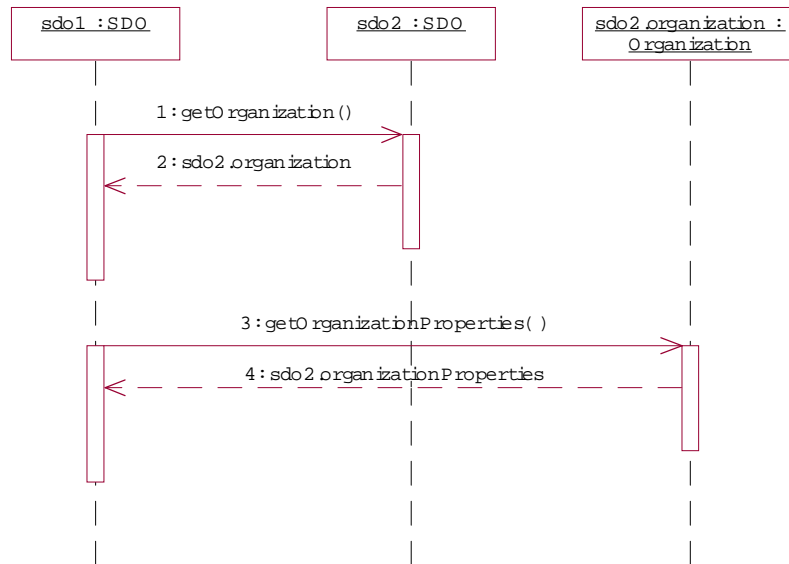 sdo1 :SDO
sdo2 :SDO
sdo2.organization :
Organization
1:getOrganization()
2:sdo2.organization
3:getOrganizationProperties()
4:sdo2.organizationProperties